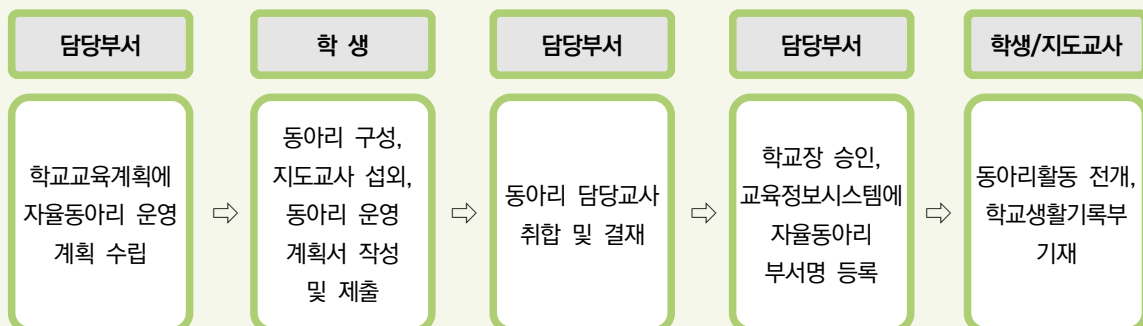 담당부서
학 생
담당부서
담당부서
학생/지도교사
학교교육계획에
자율동아리 운영
계획 수립
⇨
동아리 구성,
지도교사 섭외,
동아리 운영
계획서 작성
및 제출
⇨
동아리 담당교사
취합 및 결재
⇨
학교장 승인,
교육정보시스템에
자율동아리
부서명 등록
⇨
동아리활동 전개,
학교생활기록부
기재